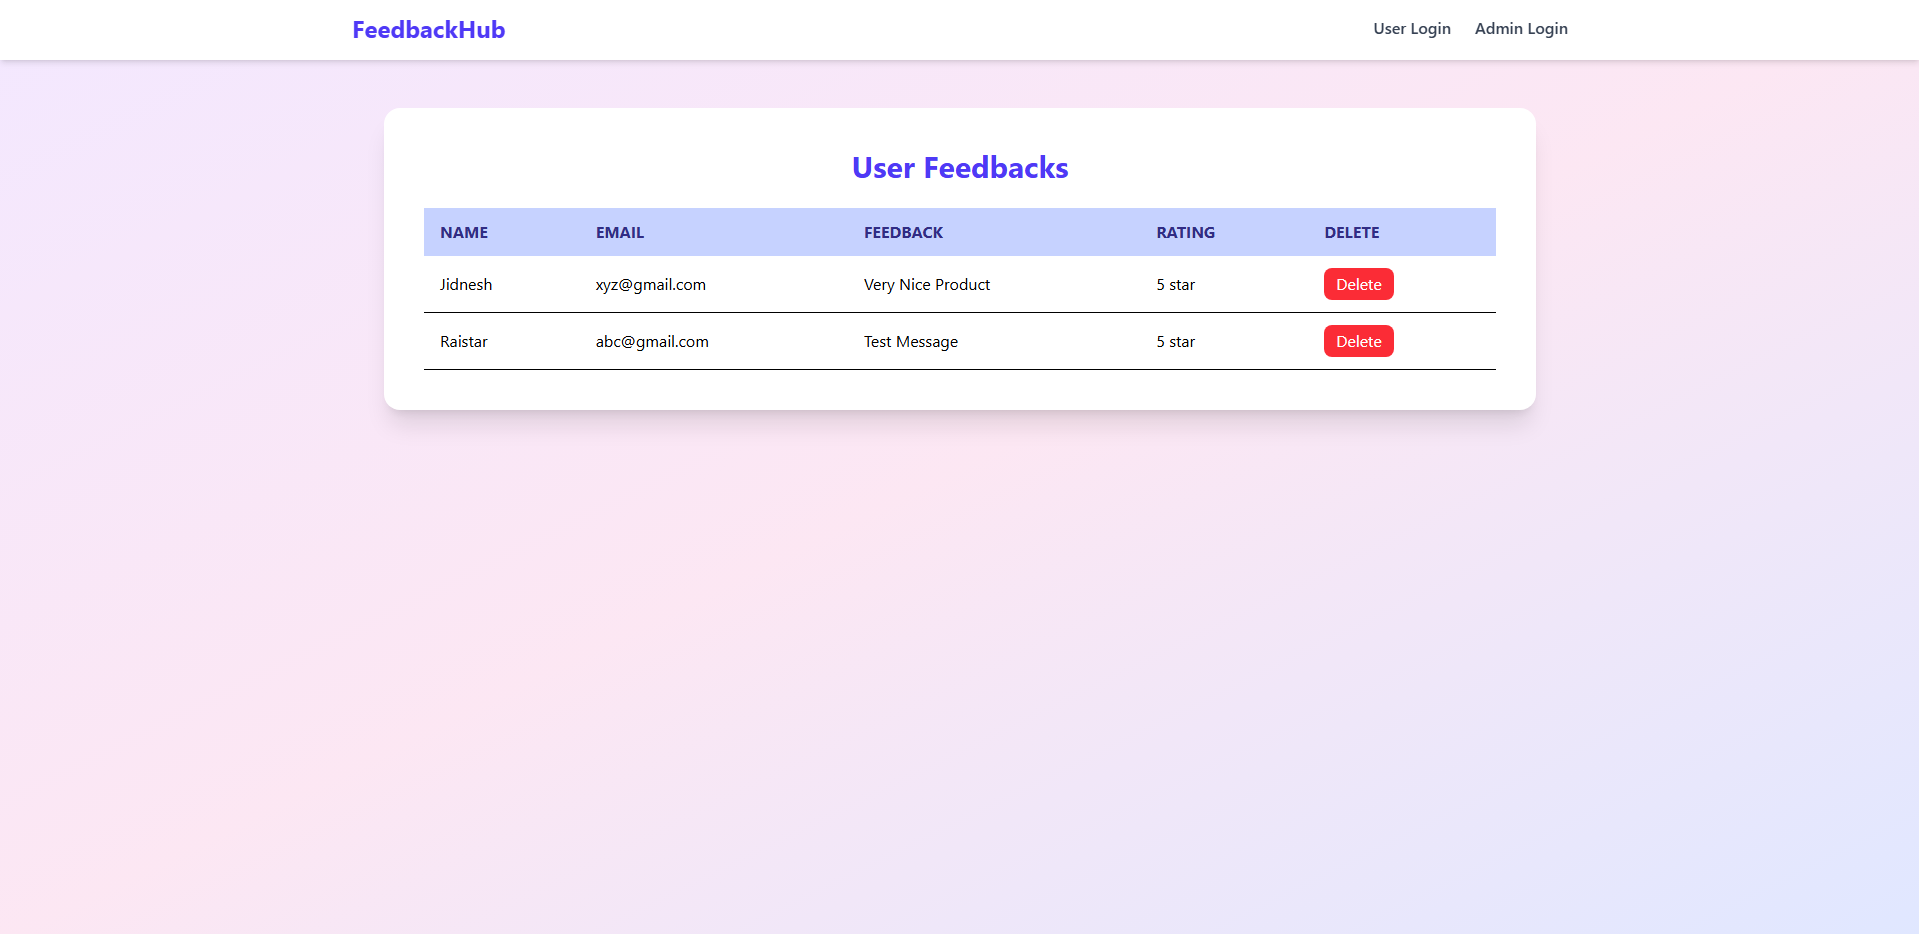 FeedbackHub User Login Admin Login
User Feedbacks
NAME EMAIL FEEDBACK RATING DELETE
Jidnesh xyz@gmail.com Very Nice Product 5 star Delete
Raistar abc@gmail.com Test Message 5 star Delete